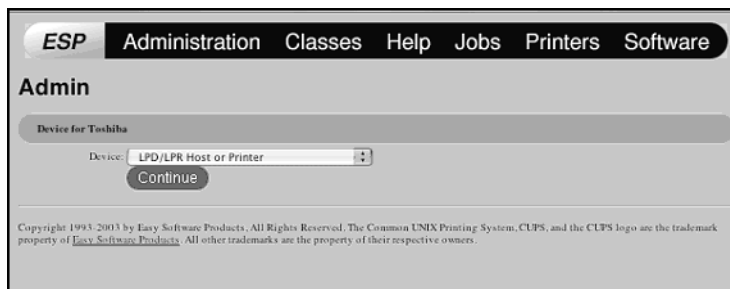 ESP Administration Classes Help Jobs Printers Software
Admin
Device for Toshiba
Device: LPD/LPR Host or Printer
Continue
Copyright 1993-2003 by Easy Software Products, All Rights Reserved. The Common UNIX Printing System, CUPS, and the CUPS logo are the trademark
property of Easy Software Products. All other trademarks are the property of their respective owners.